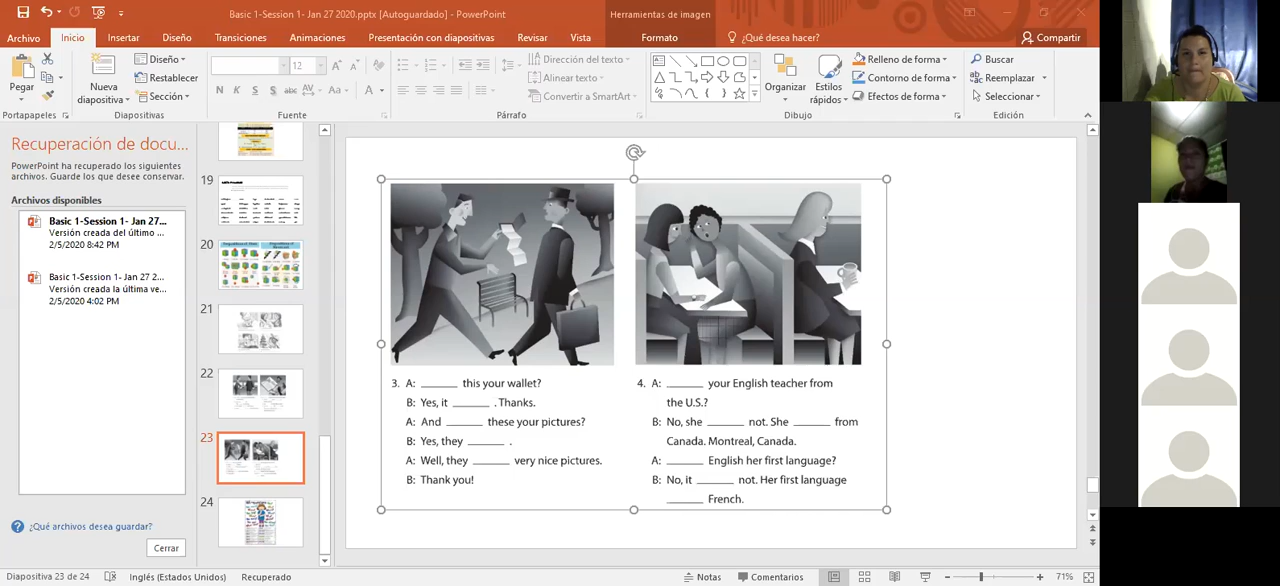 Basic 1-Session 1- Jan 27 2020.pptx [Autoguardado] - PowerPoint
Herramientas de imagen
Archivo Inicio Insertar Diseño Transiciones Animaciones Presentación con diapositivas Revisar Vista Formato ¿Qué desea hacer? Compartir
Pegar
Nueva diapositiva
Diseño
Restablecer
Sección
12
N K S S abc AV Aa A
Dirección del texto
Alinear texto
Convertir a SmartArt
Organizar
Estilos rápidos
Relleno de forma
Contorno de forma
Efectos de forma
Buscar
Reemplazar
Seleccionar
Portapapeles Diapositivas Fuente Párrafo Dibujo Edición
Recuperación de docu...
PowerPoint ha recuperado los siguientes
archivos. Guarde los que desee conservar.
Archivos disponibles
Basic 1-Session 1- Jan 27...
Versión creada del último ...
2/5/2020 8:42 PM
Basic 1-Session 1- Jan 27 2...
Versión creada la última ve...
2/5/2020 4:02 PM
¿Qué archivos desea guardar?
Cerrar
19
20
21
22
23
24
3. A: ______ this your wallet?
B: Yes, it ______ . Thanks.
A: And ______ these your pictures?
B: Yes, they ______ .
A: Well, they ______ very nice pictures.
B: Thank you!
4. A: ______ your English teacher from
the U.S.?
B: No, she ______ not. She ______ from
Canada. Montreal, Canada.
A: ______ English her first language?
B: No, it ______ not. Her first language
______ French.
Diapositiva 23 de 24 Inglés (Estados Unidos) Recuperado Notas Comentarios 71%